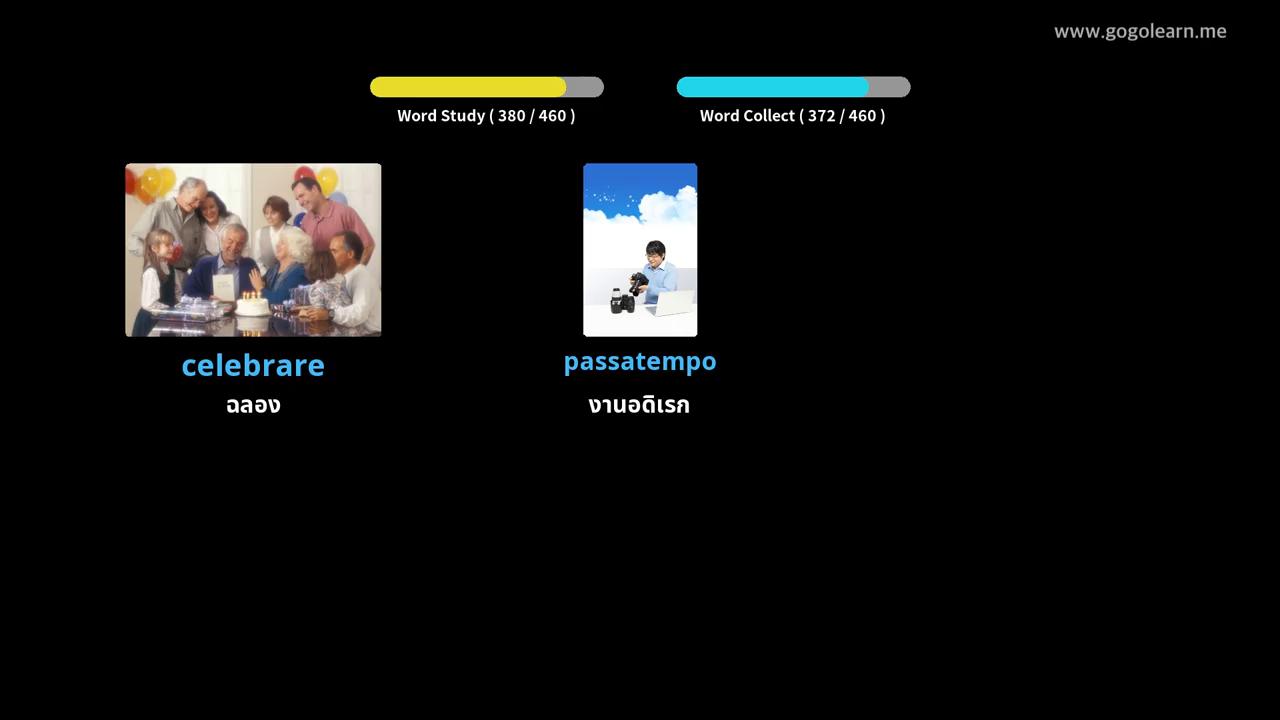 www.gogolearn.me
Word Study ( 380 / 460 )
Word Collect ( 372 / 460 )
celebrare
ฉลอง
passatempo
งานอดิเรก